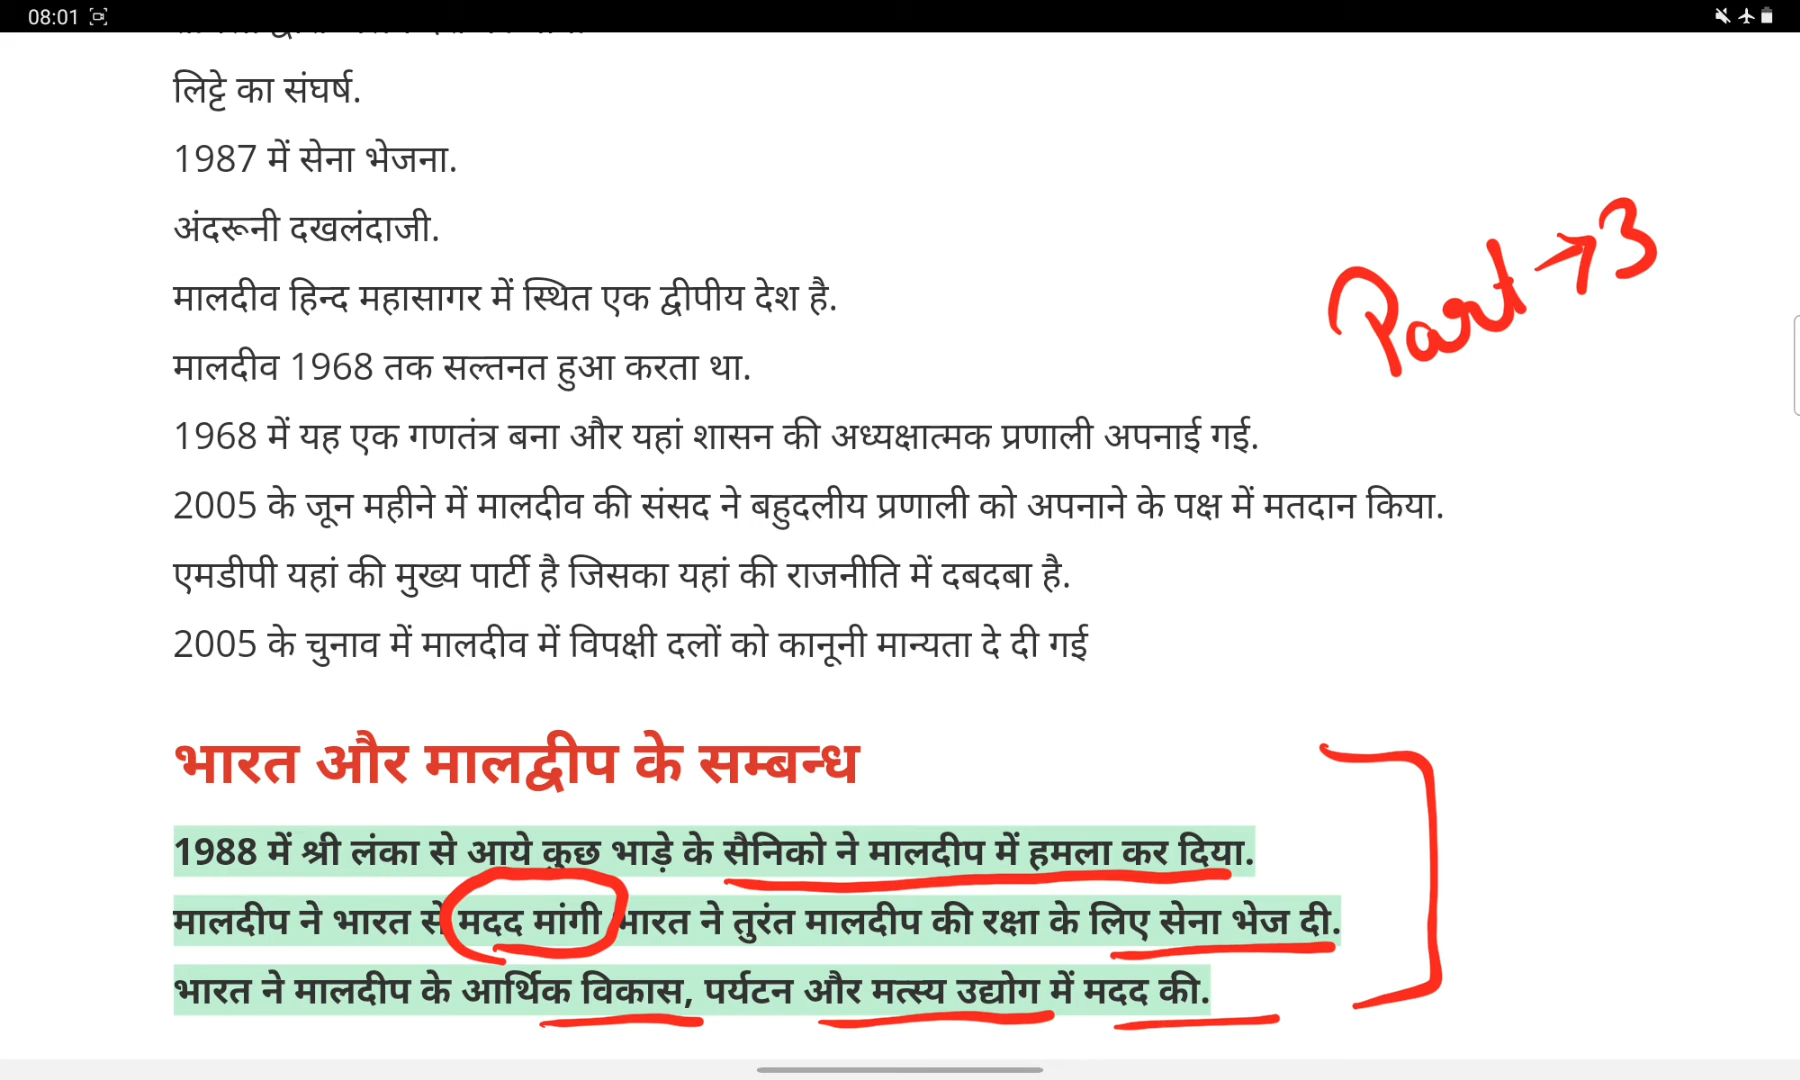 08:01
लिट्टे का संघर्ष.
1987 में सेना भेजना.
अंदरूनी दखलंदाजी.
मालदीव हिन्द महासागर में स्थित एक द्वीपीय देश है.
मालदीव 1968 तक सल्तनत हुआ करता था.
1968 में यह एक गणतंत्र बना और यहां शासन की अध्यक्षात्मक प्रणाली अपनाई गई.
2005 के जून महीने में मालदीव की संसद ने बहुदलीय प्रणाली को अपनाने के पक्ष में मतदान किया.
एमडीपी यहां की मुख्य पार्टी है जिसका यहां की राजनीति में दबदबा है.
2005 के चुनाव में मालदीव में विपक्षी दलों को कानूनी मान्यता दे दी गई
Part → 3
भारत और मालद्वीप के सम्बन्ध
1988 में श्री लंका से आये कुछ भाड़े के सैनिको ने मालदीप में हमला कर दिया.
मालदीप ने भारत से मदद मांगी भारत ने तुरंत मालदीप की रक्षा के लिए सेना भेज दी.
भारत ने मालदीप के आर्थिक विकास, पर्यटन और मत्स्य उद्योग में मदद की.